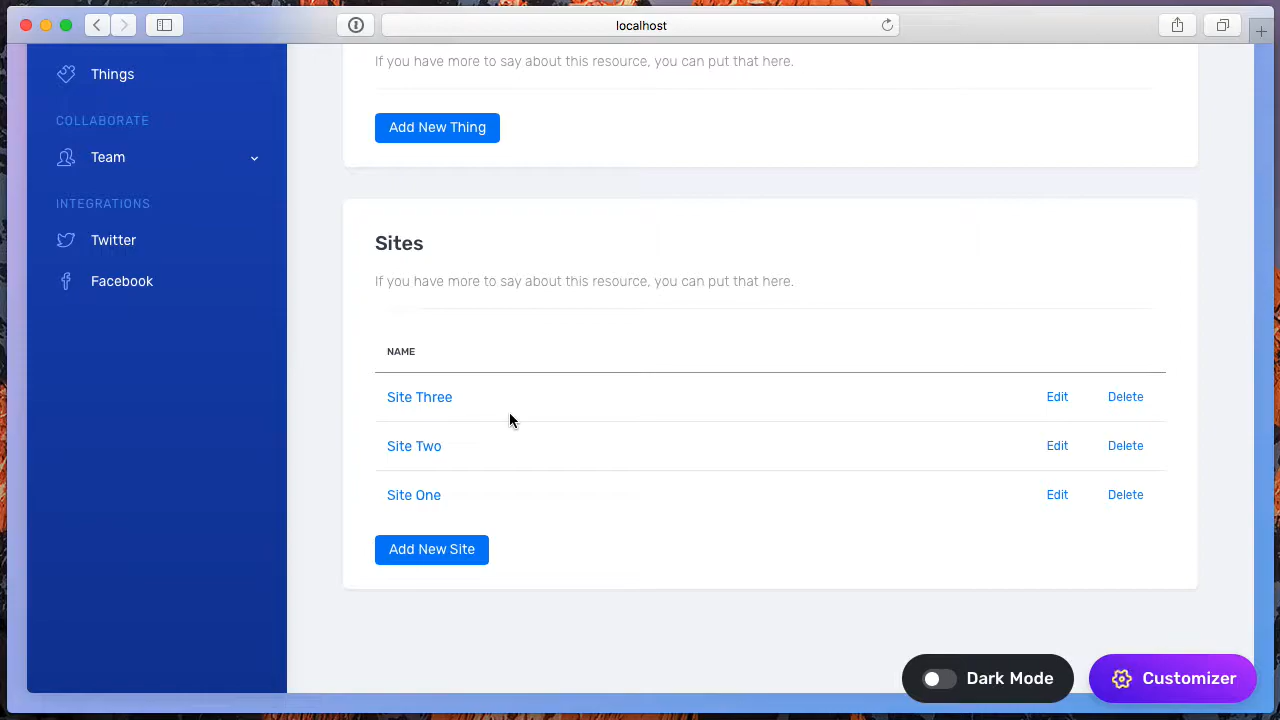 localhost
Things
COLLABORATE
Team
INTEGRATIONS
Twitter
Facebook
If you have more to say about this resource, you can put that here.
Add New Thing
Sites
If you have more to say about this resource, you can put that here.
NAME
Site Three Edit Delete
Site Two Edit Delete
Site One Edit Delete
Add New Site
Dark Mode
Customizer